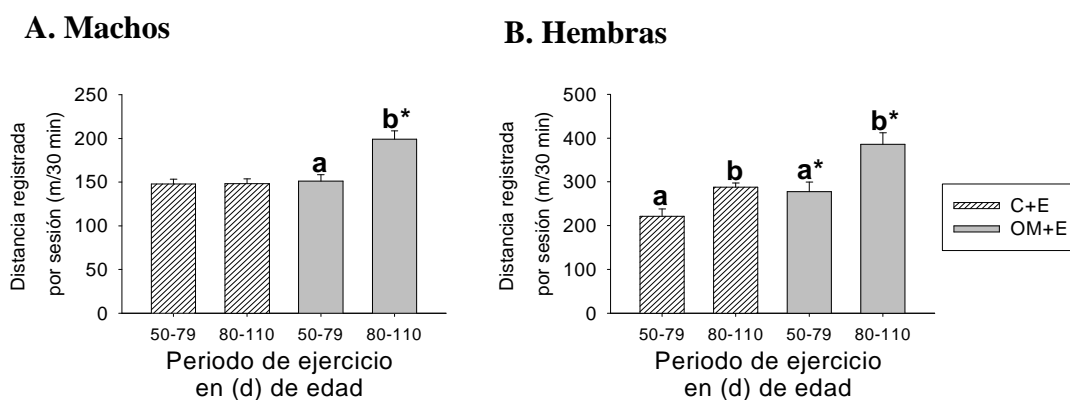 A. Machos
Distancia registrada
por sesión (m/30 min)
250
200
150
100
50
0
a
b*
50-79 80-110 50-79 80-110
Periodo de ejercicio
en (d) de edad
B. Hembras
Distancia registrada
por sesión (m/30 min)
500
400
300
200
100
0
a
b
a*
b*
50-79 80-110 50-79 80-110
Periodo de ejercicio
en (d) de edad
C+E
OM+E